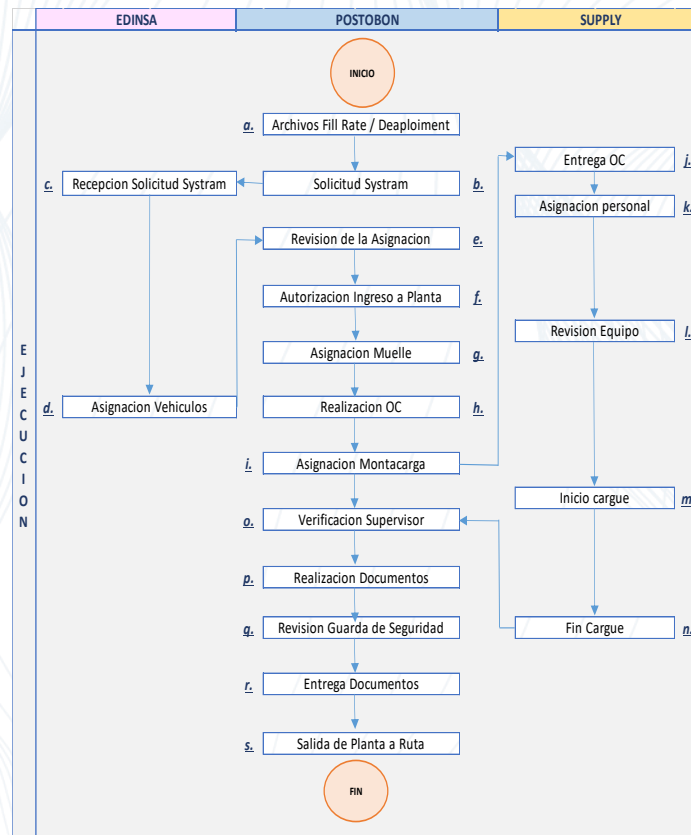 EDINSA
POSTOBON
SUPPLY
EJECUCION
INICIO
a. Archivos Fill Rate / Deaploiment
Entrega OC j.
c. Recepcion Solicitud Systram
Solicitud Systram b.
Asignacion personal k.
Revision de la Asignacion e.
Autorizacion Ingreso a Planta f.
Revision Equipo l.
Asignacion Muelle g.
d. Asignacion Vehiculos
Realizacion OC h.
i. Asignacion Montacarga
Inicio cargue m
o. Verificacion Supervisor
p. Realizacion Documentos
q. Revision Guarda de Seguridad
Fin Cargue n.
r. Entrega Documentos
s. Salida de Planta a Ruta
FIN